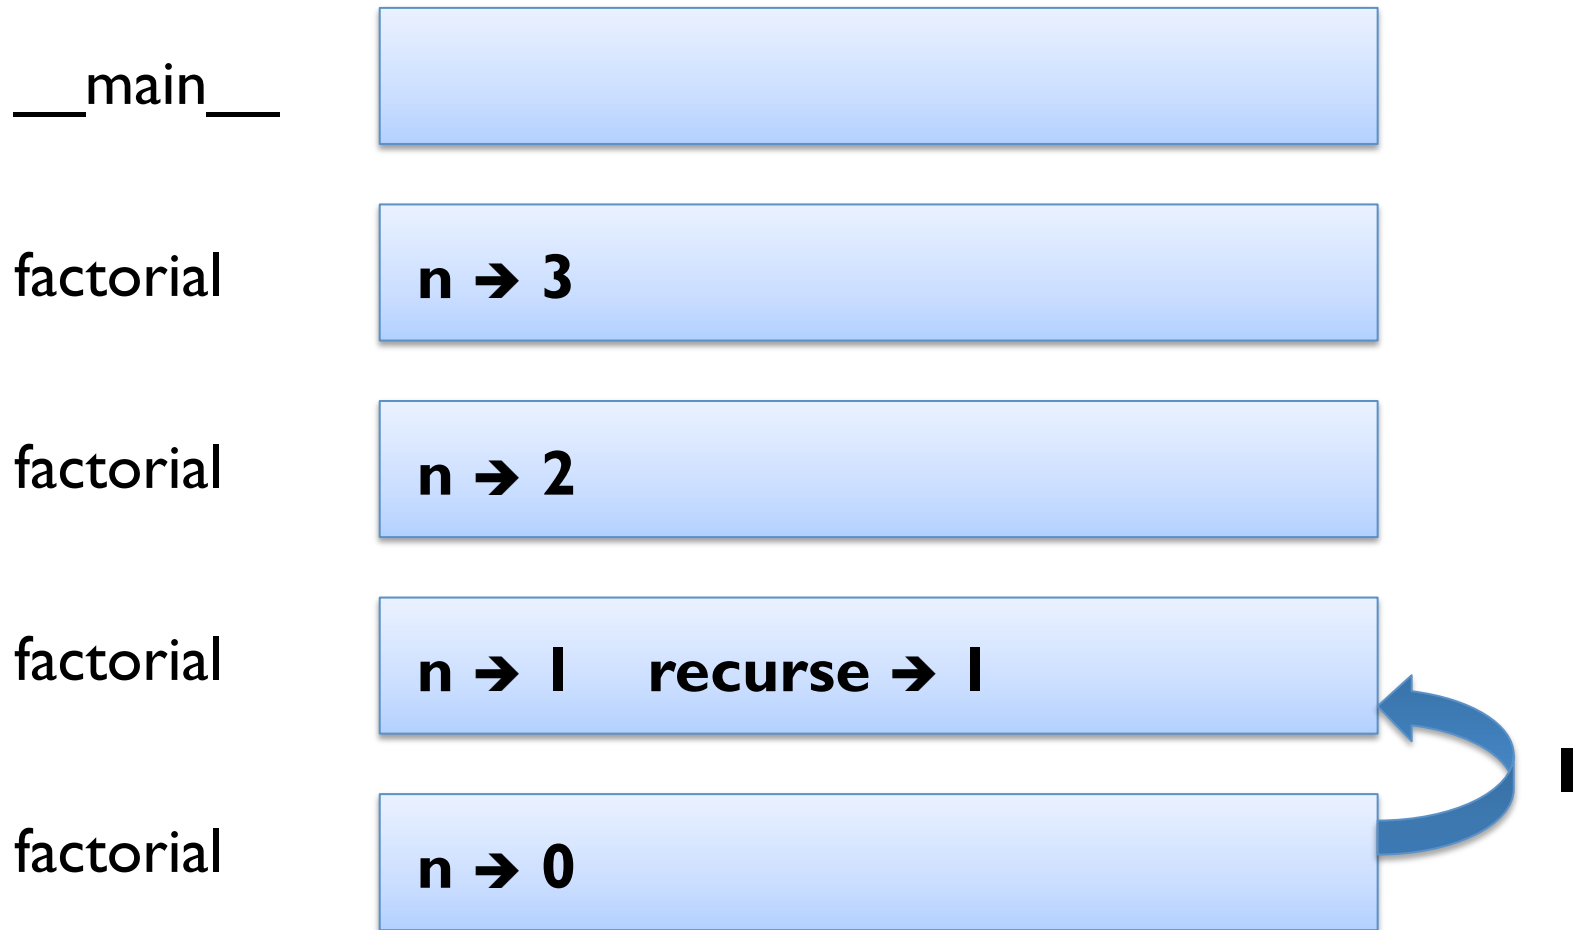 __main__
factorial n ➔ 3
factorial n ➔ 2
factorial n ➔ 1 recurse ➔ 1
1
factorial n ➔ 0